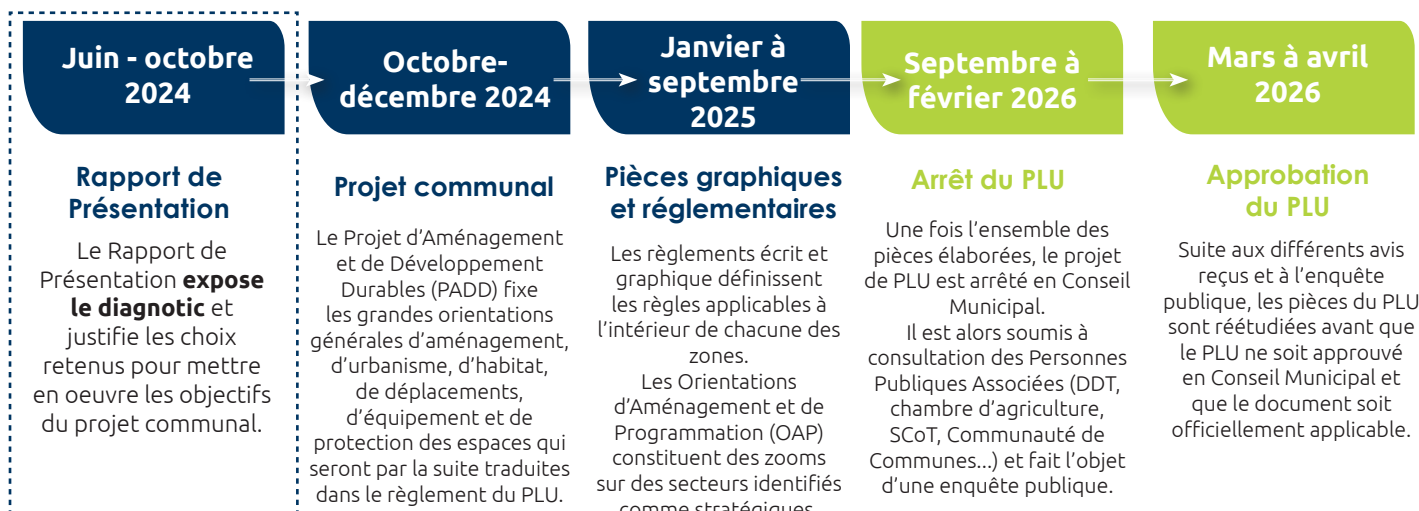 Juin - octobre
2024
Octobre-
décembre 2024
Janvier à
septembre
2025
Septembre à
février 2026
Mars à avril
2026
Rapport de
Présentation
Le Rapport de
Présentation expose
le diagnotic et
justifie les choix
retenus pour mettre
en oeuvre les objectifs
du projet communal.
Projet communal
Le Projet d’Aménagement
et de Développement
Durables (PADD) fixe
les grandes orientations
générales d’aménagement,
d’urbanisme, d’habitat,
de déplacements,
d’équipement et de
protection des espaces qui
seront par la suite traduites
dans le règlement du PLU.
Pièces graphiques
et réglementaires
Les règlements écrit et
graphique définissent
les règles applicables à
l’intérieur de chacune des
zones.
Les Orientations
d’Aménagement et de
Programmation (OAP)
constituent des zooms
sur des secteurs identifiés
comme stratégiques
Arrêt du PLU
Une fois l’ensemble des
pièces élaborées, le projet
de PLU est arrêté en Conseil
Municipal.
Il est alors soumis à
consultation des Personnes
Publiques Associées (DDT,
chambre d’agriculture,
SCoT, Communauté de
Communes...) et fait l’objet
d’une enquête publique.
Approbation
du PLU
Suite aux différents avis
reçus et à l’enquête
publique, les pièces du PLU
sont réétudiées avant que
le PLU ne soit approuvé
en Conseil Municipal et
que le document soit
officiellement applicable.